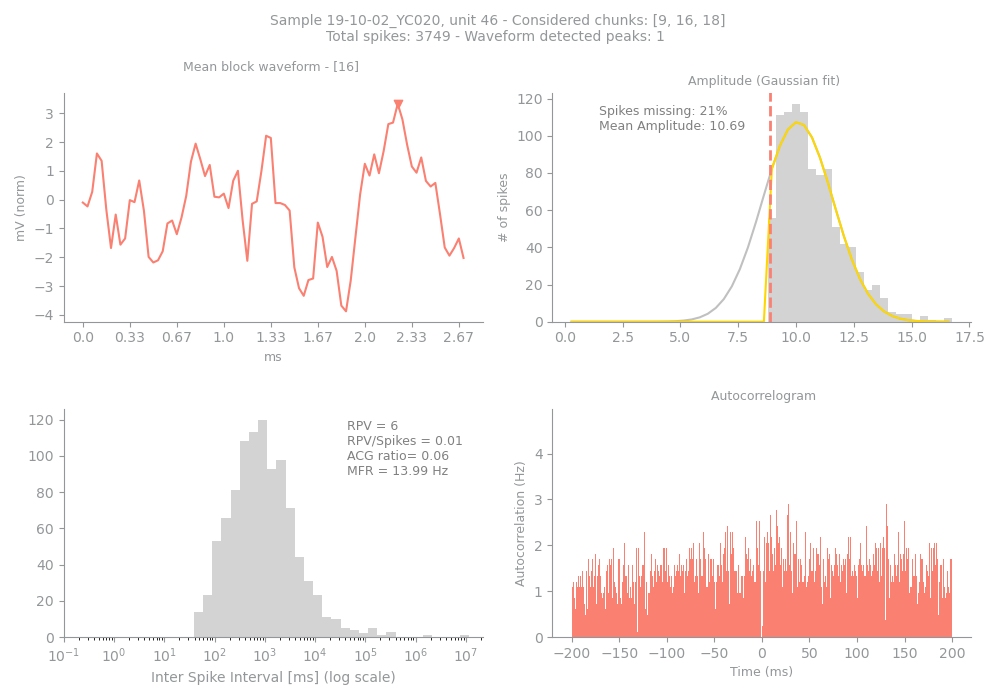 Sample 19-10-02_YC020, unit 46 - Considered chunks: [9, 16, 18]
Total spikes: 3749 - Waveform detected peaks: 1
Mean block waveform - [16]
mV (norm)
3
2
1
0
−1
−2
−3
−4
0.0 0.33 0.67 1.0 1.33 1.67 2.0 2.33 2.67
ms
Amplitude (Gaussian fit)
Spikes missing: 21%
Mean Amplitude: 10.69
# of spikes
120
100
80
60
40
20
0
0.0 2.5 5.0 7.5 10.0 12.5 15.0 17.5
RPV = 6
RPV/Spikes = 0.01
ACG ratio= 0.06
MFR = 13.99 Hz
120
100
80
60
40
20
0
10⁻¹ 10⁰ 10¹ 10² 10³ 10⁴ 10⁵ 10⁶ 10⁷
Inter Spike Interval [ms] (log scale)
Autocorrelogram
Autocorrelation (Hz)
4
3
2
1
0
−200 −150 −100 −50 0 50 100 150 200
Time (ms)